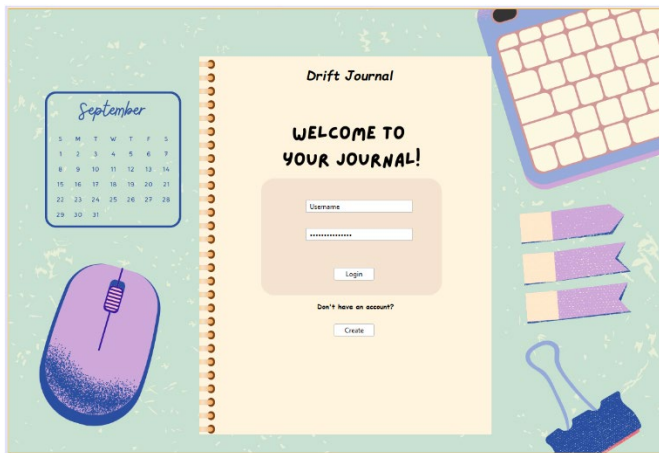 September
S M T W T F S
1 2 3 4 5 6 7
8 9 10 11 12 13 14
15 16 17 18 19 20 21
22 23 24 25 26 27 28
29 30 31
Drift Journal
WELCOME TO
YOUR JOURNAL!
Username
•••••••••••••••
Login
Don't have an account?
Create